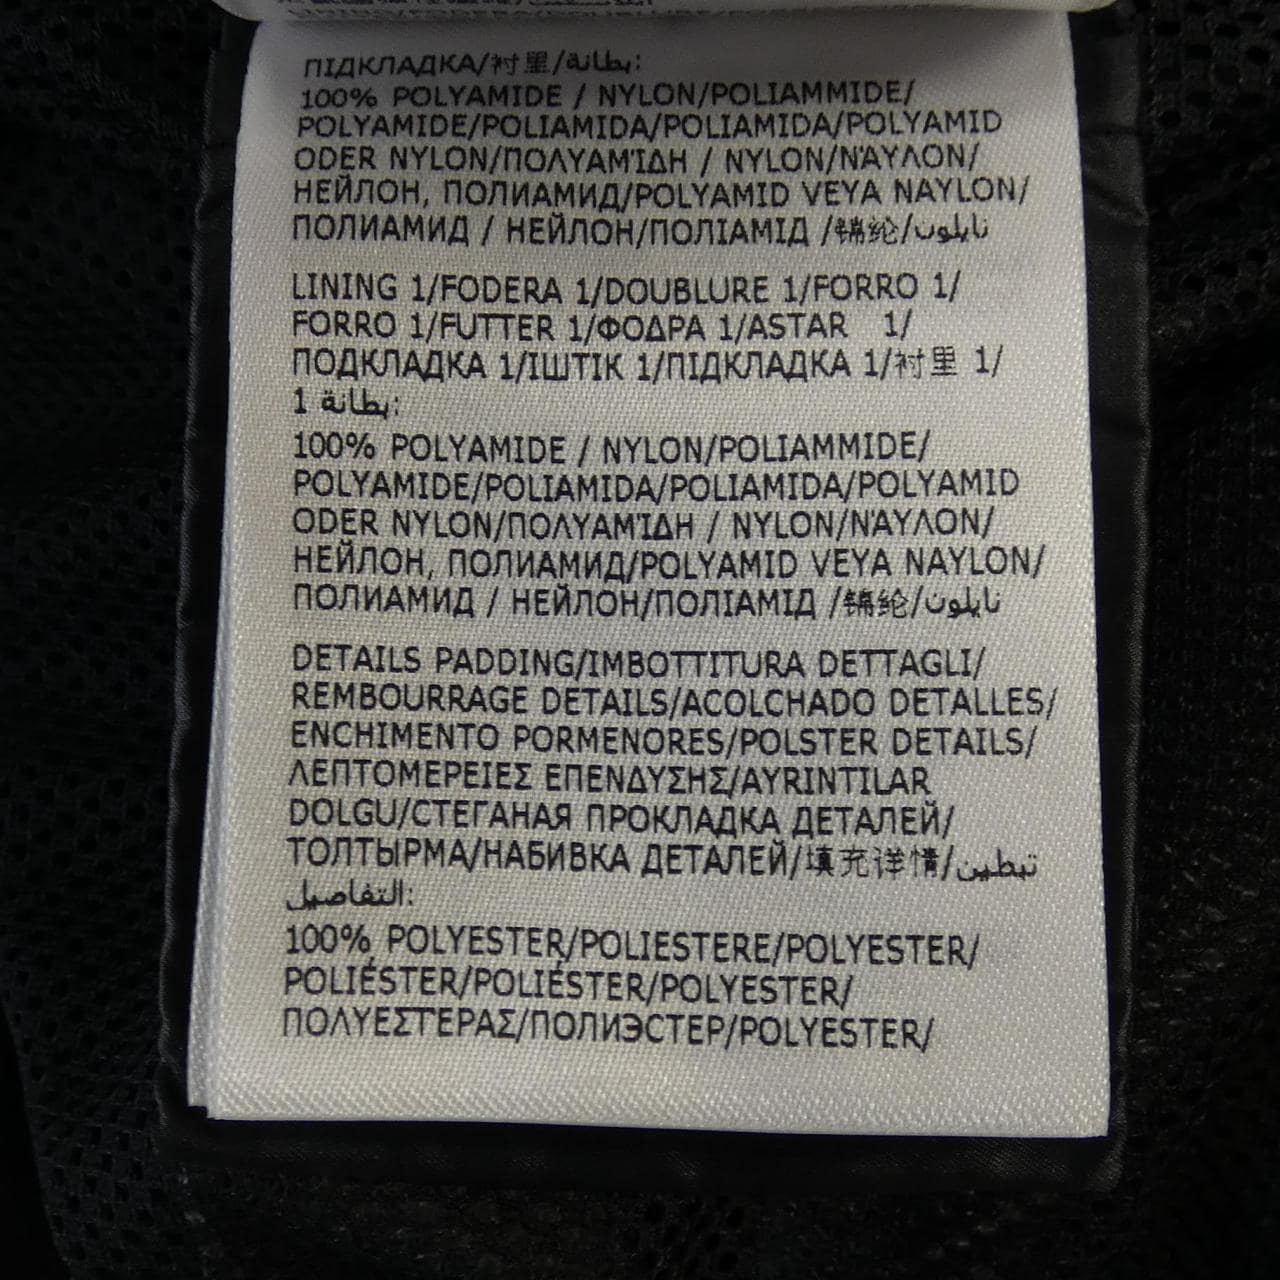 ПІДКЛАДКА/衬里/بطانة:
100% POLYAMIDE / NYLON/POLIAMMIDE/
POLYAMIDE/POLIAMIDA/POLIAMIDA/POLYAMID
ODER NYLON/ΠΟΛΥΑΜΊΔΗ / NYLON/ΝΆΥΛΟΝ/
НЕЙЛОН, ПОЛИАМИД/POLYAMID VEYA NAYLON/
ПОЛИАМИД / НЕЙЛОН/ПОЛІАМІД /锦纶/نايلون
LINING 1/FODERA 1/DOUBLURE 1/FORRO 1/
FORRO 1/FUTTER 1/ΦΟΔΡΑ 1/ASTAR 1/
ПОДКЛАДКА 1/ІШТІК 1/ПІДКЛАДКА 1/衬里 1/
1 بطانة:
100% POLYAMIDE / NYLON/POLIAMMIDE/
POLYAMIDE/POLIAMIDA/POLIAMIDA/POLYAMID
ODER NYLON/ΠΟΛΥΑΜΊΔΗ / NYLON/ΝΆΥΛΟΝ/
НЕЙЛОН, ПОЛИАМИД/POLYAMID VEYA NAYLON/
ПОЛИАМИД / НЕЙЛОН/ПОЛІАМІД /锦纶/نايلون
DETAILS PADDING/IMBOTTITURA DETTAGLI/
REMBOURRAGE DETAILS/ACOLCHADO DETALLES/
ENCHIMENTO PORMENORES/POLSTER DETAILS/
ΛΕΠΤΟΜΕΡΕΙΕΣ ΕΠΕΝΔΥΣΗΣ/AYRINTILAR
DOLGU/СТЕГАНАЯ ПРОКЛАДКА ДЕТАЛЕЙ/
ТОЛТЫРМА/НАБИВКА ДЕТАЛЕЙ/填充详情/تبطين
التفاصيل:
100% POLYESTER/POLIESTERE/POLYESTER/
POLIÉSTER/POLIÉSTER/POLYESTER/
ΠΟΛΥΕΣΤΕΡΑΣ/ПОЛИЭСТЕР/POLYESTER/